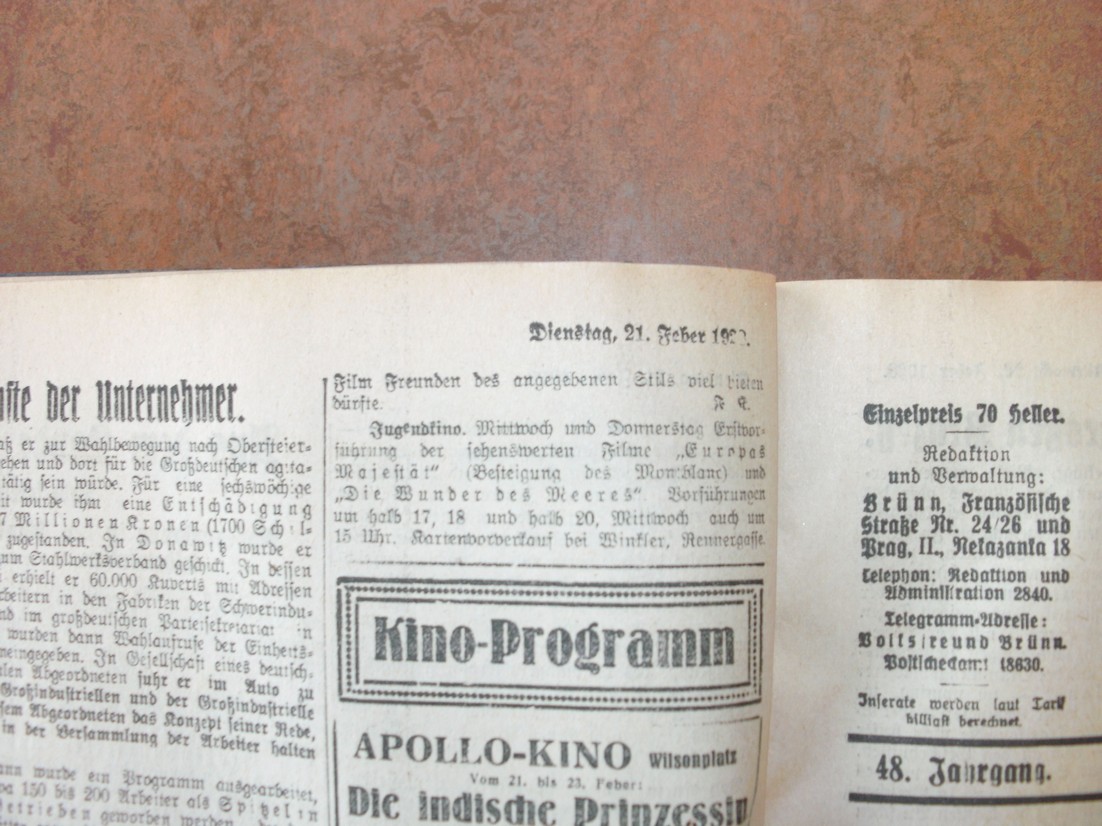 Dienstag, 21. Feber
der Unternehmer.
er zur Wahlbewegung nach Obersteier-
und dort für die Großdeutschen agita-
sein würde. Für eine sechswöchige
wurde ihm eine Entschädigung
Millionen Kronen (1700 Schil-
zugestanden. In Donawitz wurde er
Stahlwerksverband geschickt. In dessen
erhielt er 60.000 Kuverts mit Adressen
in den Fabriken der Schwerindu-
im großdeutschen Parteisekretariat in
wurden dann Wahlaufrufe der Einheits-
In Gesellschaft eines deutsch-
Abgeordneten fuhr er im Auto zu
Großindustriellen und der Großindustrielle
Abgeordneten das Konzept seiner Rede,
in der Versammlung der Arbeiter halten
wurde ein Programm ausgearbeitet,
150 bis 200 Arbeiter als Spitzel in
geworben werden
Film Freunden des angegebenen Stils viel bieten
dürfte.
Jugendkino. Mittwoch und Donnerstag Erstvor-
führung der sehenswerten Filme „Europas
Majestät“ (Besteigung des Montblanc) und
„Die Wunder des Meeres“. Vorführungen
um halb 17, 18 und halb 20, Mittwoch auch um
15 Uhr. Kartenvorverkauf bei Winkler, Rennergasse.
Kino-Programm
APOLLO-KINO Wilsonplatz
Vom 21. bis 23. Feber:
Die indische Prinzessin
Einzelpreis 70 Heller.
Redaktion
und Verwaltung:
Brünn, Französische
Straße Nr. 24/26 und
Prag, II., Nekazanka 18
Telephon: Redaktion und
Administration 2840.
Telegramm-Adresse:
Volksfreund Brünn.
Postscheckamt 18630.
Inserate werden laut Tarif
billigst berechnet.
48. Jahrgang.